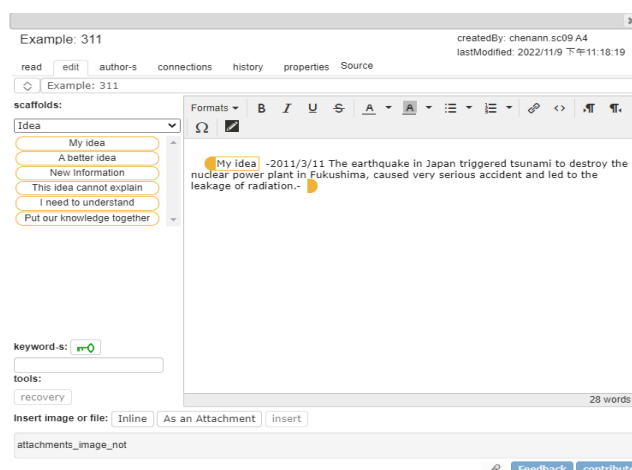 Example: 311
createdBy: chenann.sc09 A4
lastModified: 2022/11/9 下午11:18:19
read edit author-s connections history properties Source
Example: 311
scaffolds:
Idea
My idea
A better idea
New Information
This idea cannot explain
I need to understand
Put our knowledge together
Formats B I U S A A
Ω
My idea -2011/3/11 The earthquake in Japan triggered tsunami to destroy the
nuclear power plant in Fukushima, caused very serious accident and led to the
leakage of radiation.-
keyword-s:
tools:
recovery
28 words
Insert image or file: Inline As an Attachment insert
attachments_image_not
Feedback contribute